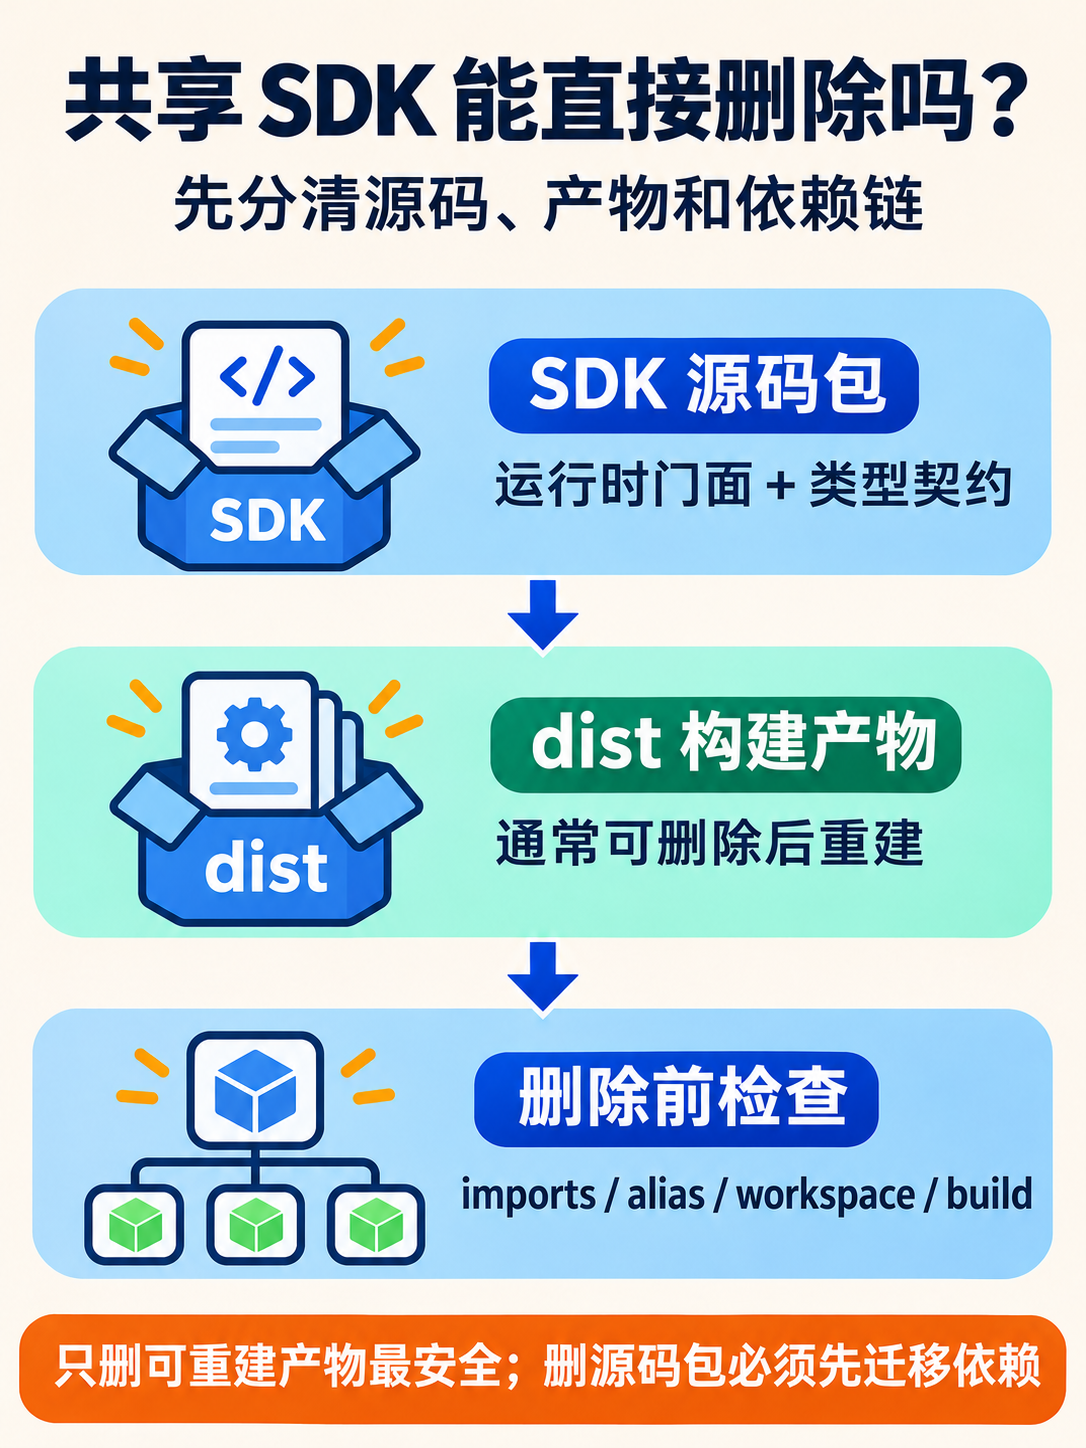 共享 SDK 能直接删除吗？
先分清源码、产物和依赖链
</>
SDK
SDK 源码包
运行时门面 + 类型契约
dist
dist 构建产物
通常可删除后重建
删除前检查
imports / alias / workspace / build
只删可重建产物最安全；删源码包必须先迁移依赖